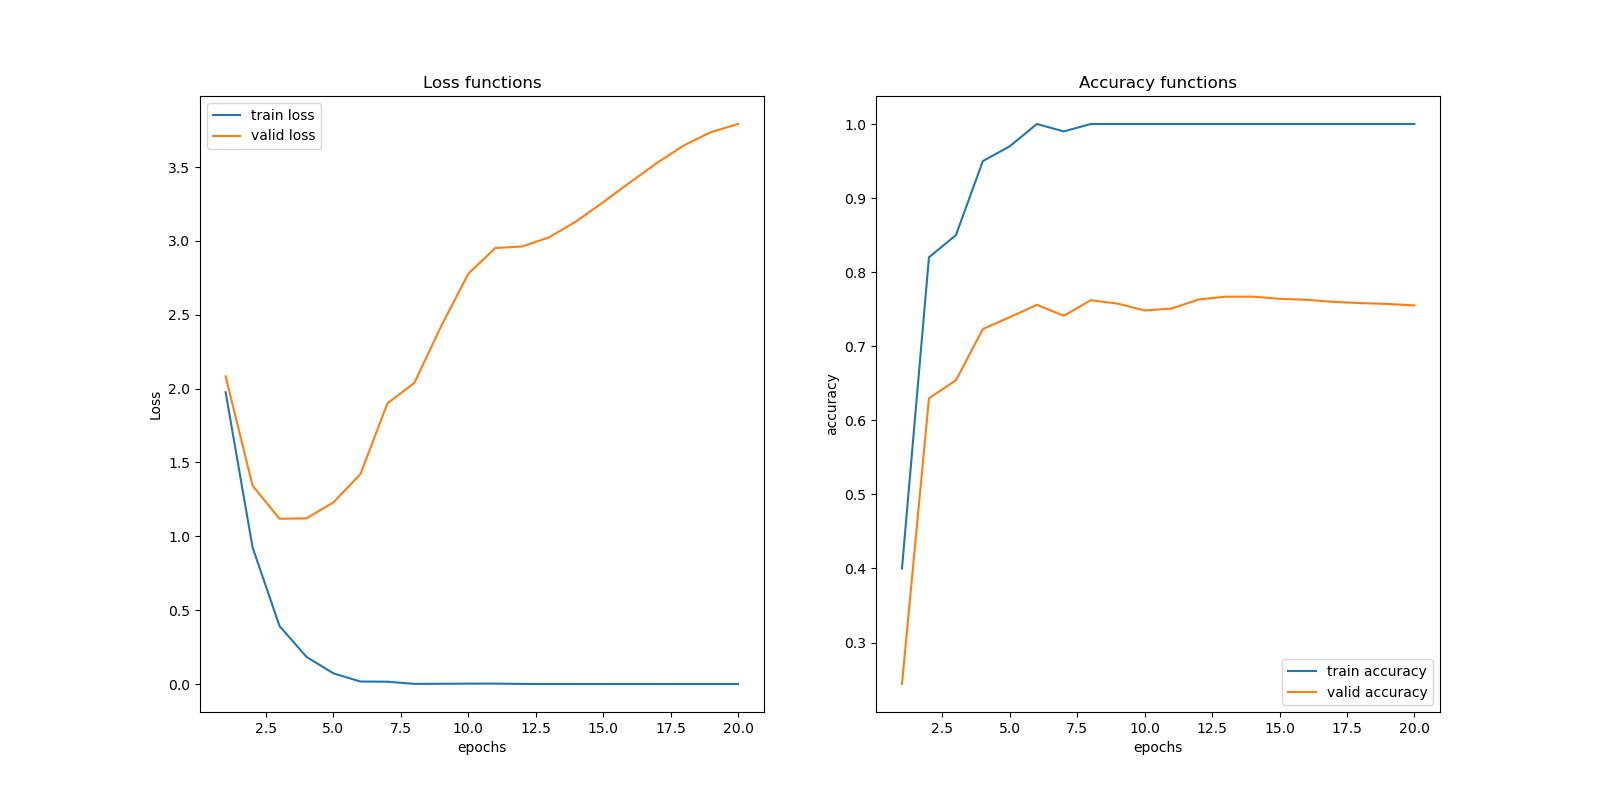 Loss functions
train loss
valid loss
3.5
3.0
2.5
2.0
1.5
1.0
0.5
0.0
Loss
2.5 5.0 7.5 10.0 12.5 15.0 17.5 20.0
epochs
Accuracy functions
1.0
0.9
0.8
0.7
0.6
0.5
0.4
0.3
accuracy
train accuracy
valid accuracy
2.5 5.0 7.5 10.0 12.5 15.0 17.5 20.0
epochs